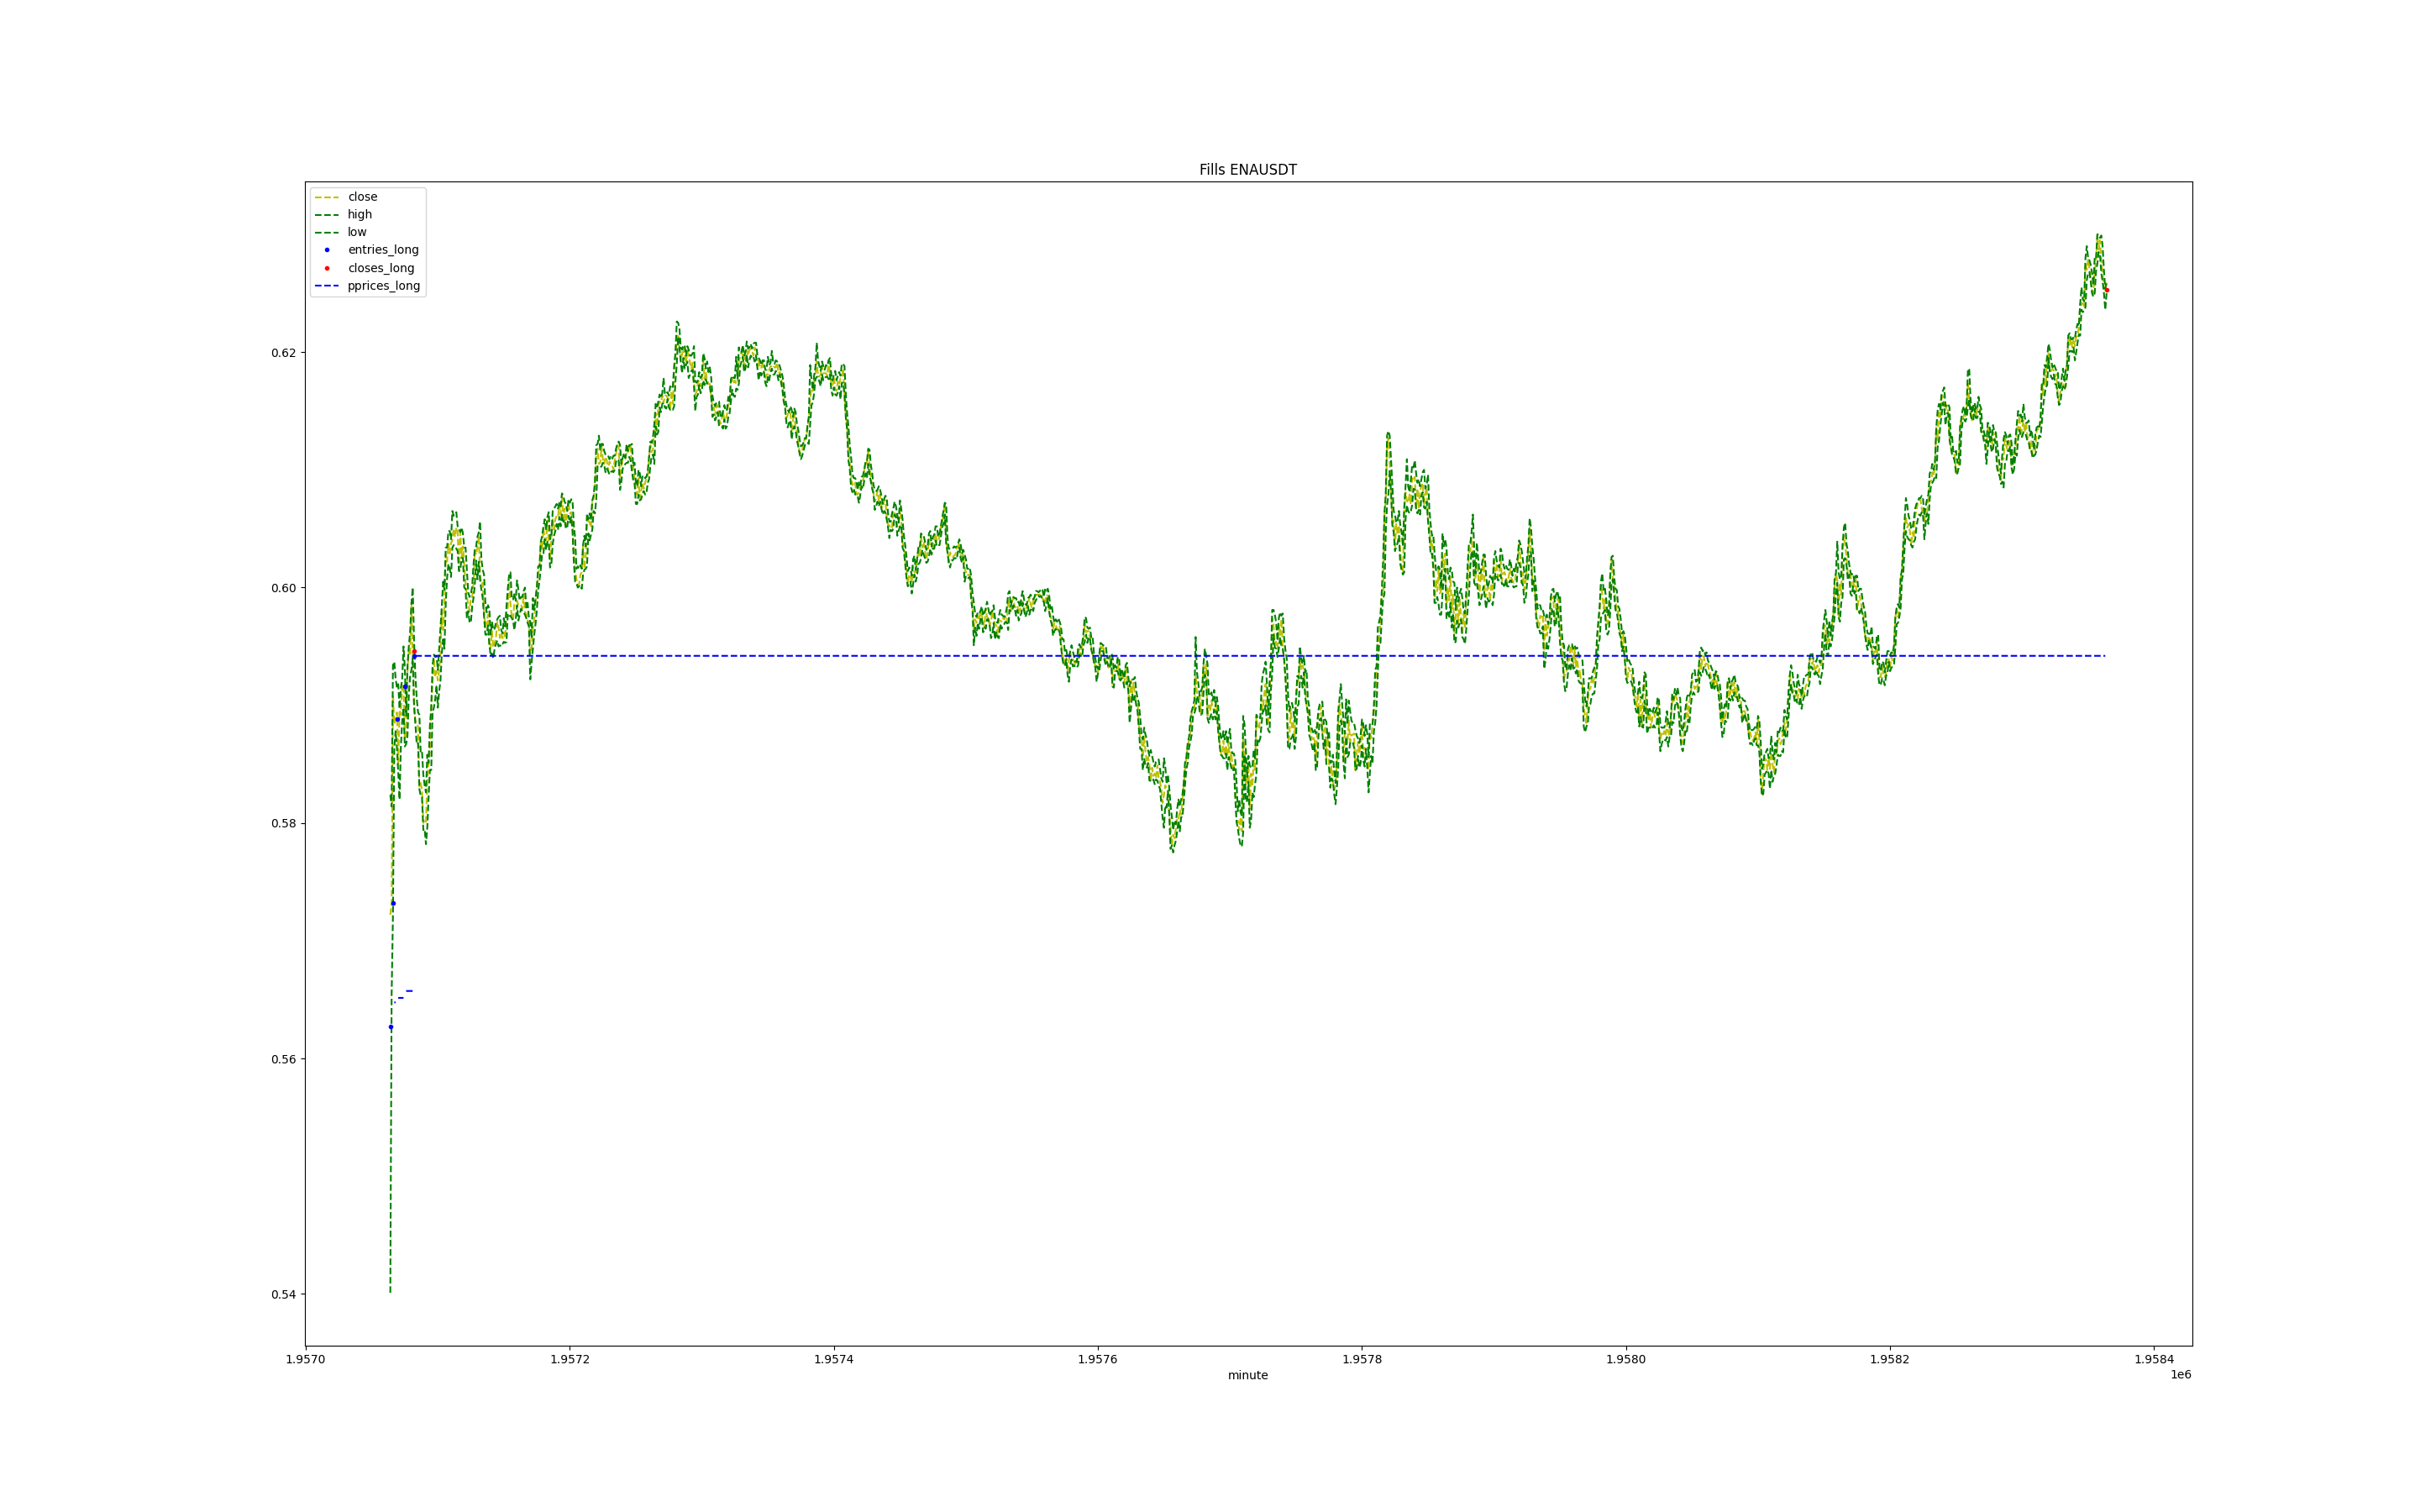 Fills ENAUSDT
close
high
low
entries_long
closes_long
pprices_long
0.62
0.60
0.58
0.56
0.54
1.9570 1.9572 1.9574 1.9576 1.9578 1.9580 1.9582 1.9584
minute 1e6